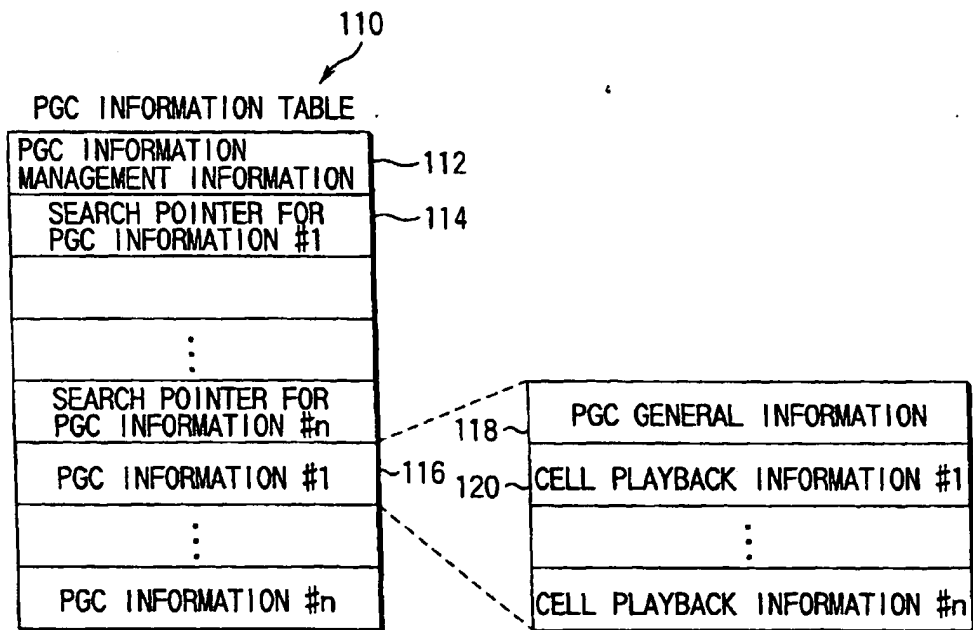 110
PGC INFORMATION TABLE
PGC INFORMATION
MANAGEMENT INFORMATION
112
SEARCH POINTER FOR
PGC INFORMATION #1
114
⋮
SEARCH POINTER FOR
PGC INFORMATION #n
PGC INFORMATION #1
116
⋮
PGC INFORMATION #n
118
PGC GENERAL INFORMATION
120
CELL PLAYBACK INFORMATION #1
⋮
CELL PLAYBACK INFORMATION #n